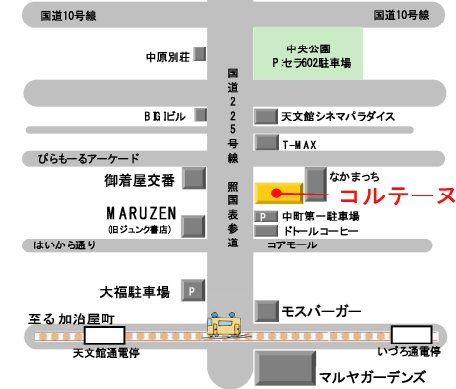 国道10号線
国道10号線
中原別荘
中央公園
P:セラ602駐車場
国道225号線 照国表参道
BIGIビル
天文館シネマパラダイス
T-MAX
ぴらもーるアーケード
御着屋交番
なかまっち
コルテーヌ
MARUZEN
(旧ジュンク書店)
P 中町第一駐車場
ドトールコーヒー
はいから通り
コアモール
大福駐車場 P
モスバーガー
至る 加治屋町
天文館通電停
いづろ通電停
マルヤガーデンズ